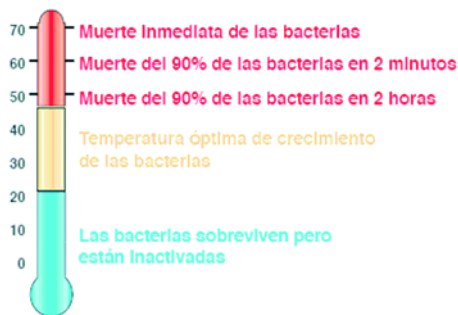 70 Muerte inmediata de las bacterias
60 Muerte del 90% de las bacterias en 2 minutos
50 Muerte del 90% de las bacterias en 2 horas
40 Temperatura óptima de crecimiento
de las bacterias
30
20
10 Las bacterias sobreviven pero
están inactivadas
0